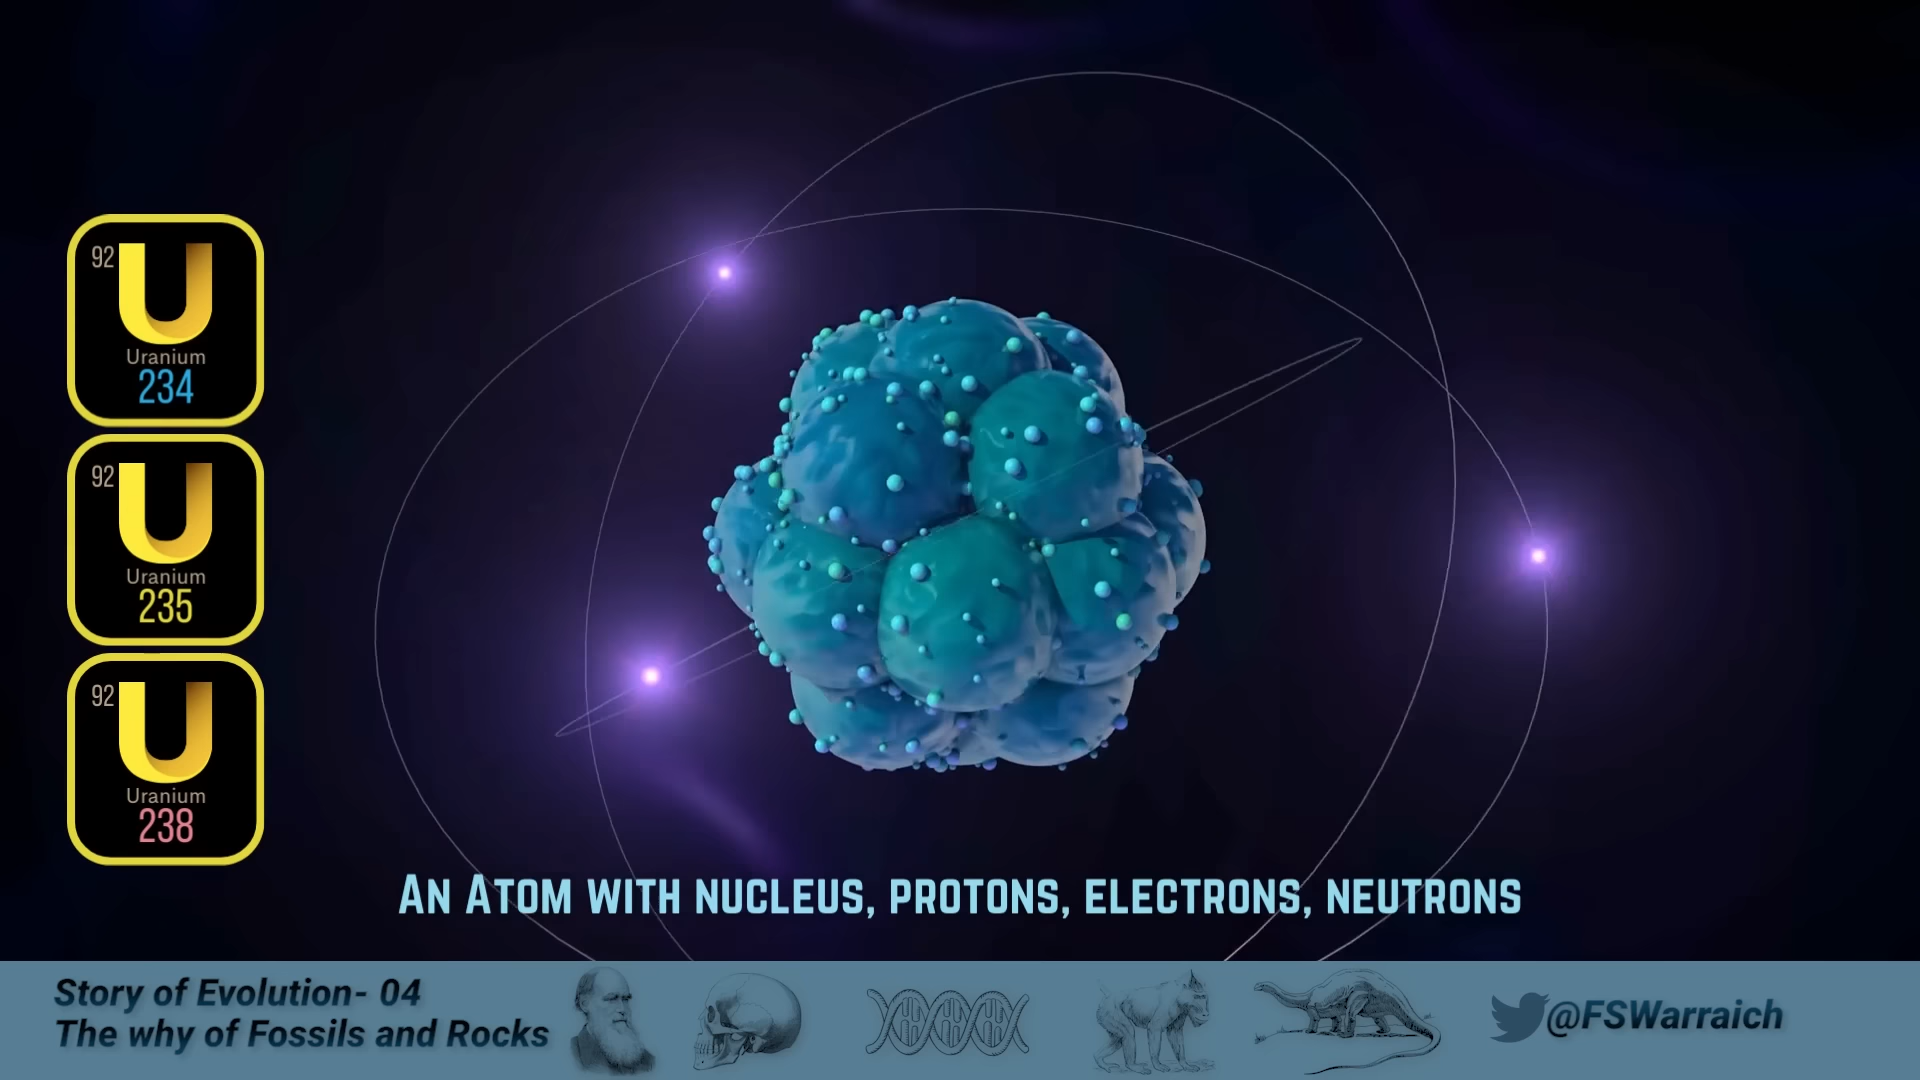 92
U
Uranium
234
92
U
Uranium
235
92
U
Uranium
238
An Atom with nucleus, protons, electrons, neutrons
Story of Evolution- 04
The why of Fossils and Rocks
@FSWarraich